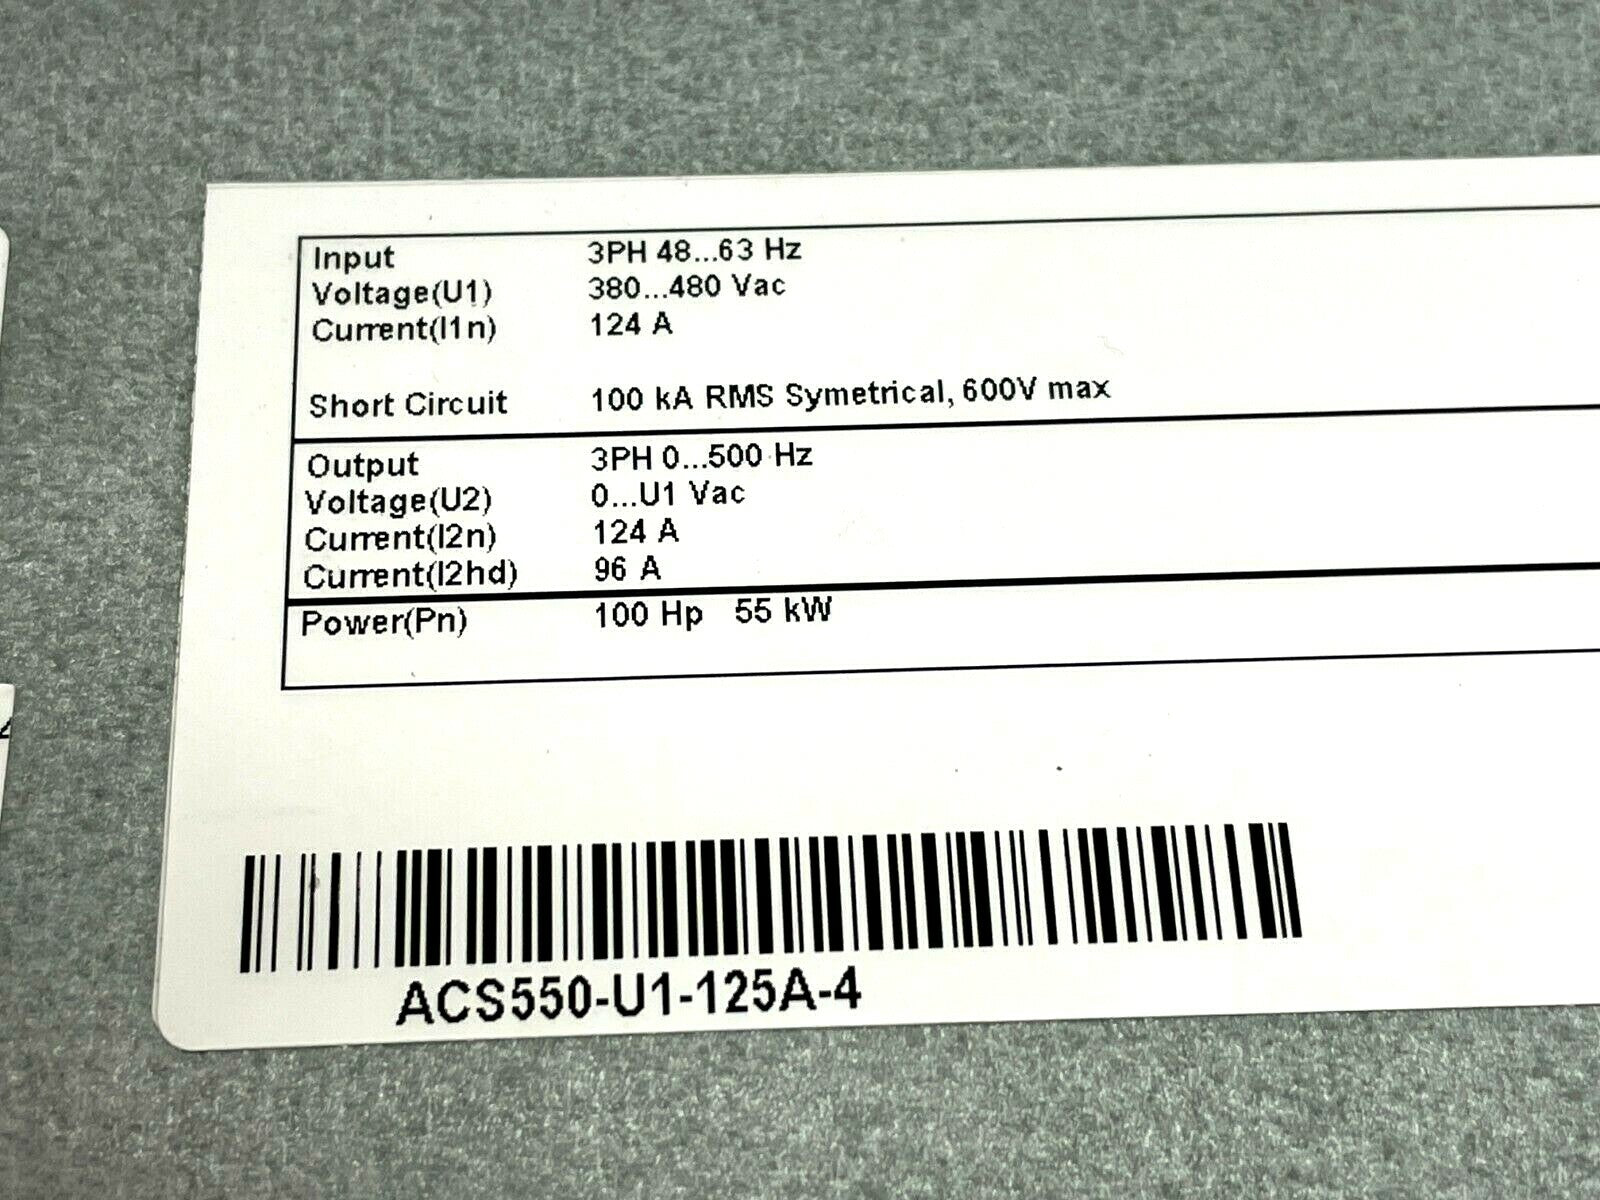 Input 3PH 48...63 Hz
Voltage(U1) 380...480 Vac
Current(I1n) 124 A
Short Circuit 100 kA RMS Symetrical, 600V max
Output 3PH 0...500 Hz
Voltage(U2) 0...U1 Vac
Current(I2n) 124 A
Current(I2hd) 96 A
Power(Pn) 100 Hp 55 kW
ACS550-U1-125A-4